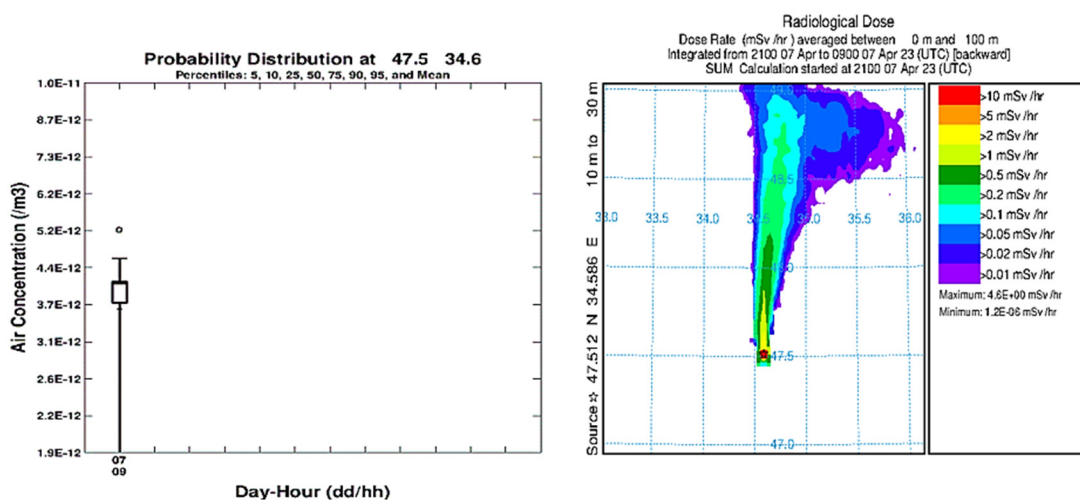 Probability Distribution at 47.5 34.6
Percentiles: 5, 10, 25, 50, 75, 90, 95, and Mean
Air Concentration (/m3)
1.0E-11
8.7E-12
7.3E-12
6.2E-12
5.2E-12
4.4E-12
3.7E-12
3.1E-12
2.6E-12
2.2E-12
1.9E-12
07
09
Day-Hour (dd/hh)
Radiological Dose
Dose Rate (mSv /hr ) averaged between 0 m and 100 m
Integrated from 2100 07 Apr to 0900 07 Apr 23 (UTC) [backward]
SUM Calculation started at 2100 07 Apr 23 (UTC)
Source ☆ 47.512 N 34.586 E 10 m to 30 m
49.0
48.5
33.0 33.5 34.0 34.5 35.0 35.5 36.0
48.0
47.5
47.0
>10 mSv /hr
>5 mSv /hr
>2 mSv /hr
>1 mSv /hr
>0.5 mSv /hr
>0.2 mSv /hr
>0.1 mSv /hr
>0.05 mSv /hr
>0.02 mSv /hr
>0.01 mSv /hr
Maximum: 4.6E+00 mSv /hr
Minimum: 1.2E-06 mSv /hr